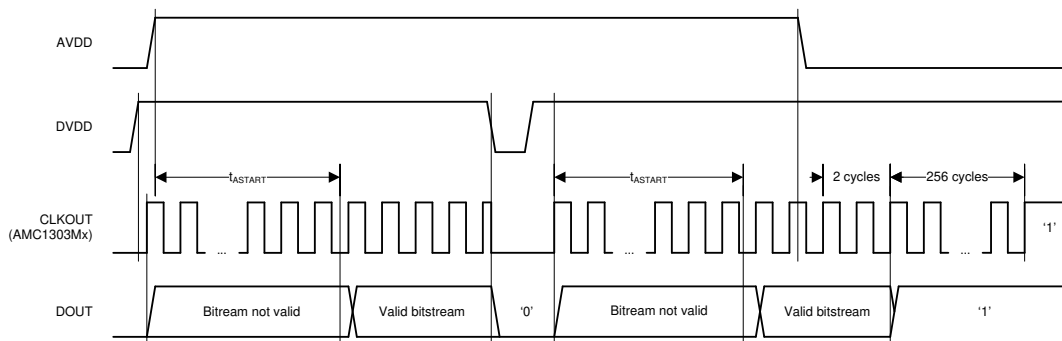 AVDD
DVDD
tASTART
tASTART
2 cycles
256 cycles
CLKOUT
(AMC1303Mx)
...
...
...
'1'
DOUT
Bitream not valid
Valid bitstream
'0'
Bitream not valid
Valid bitstream
'1'